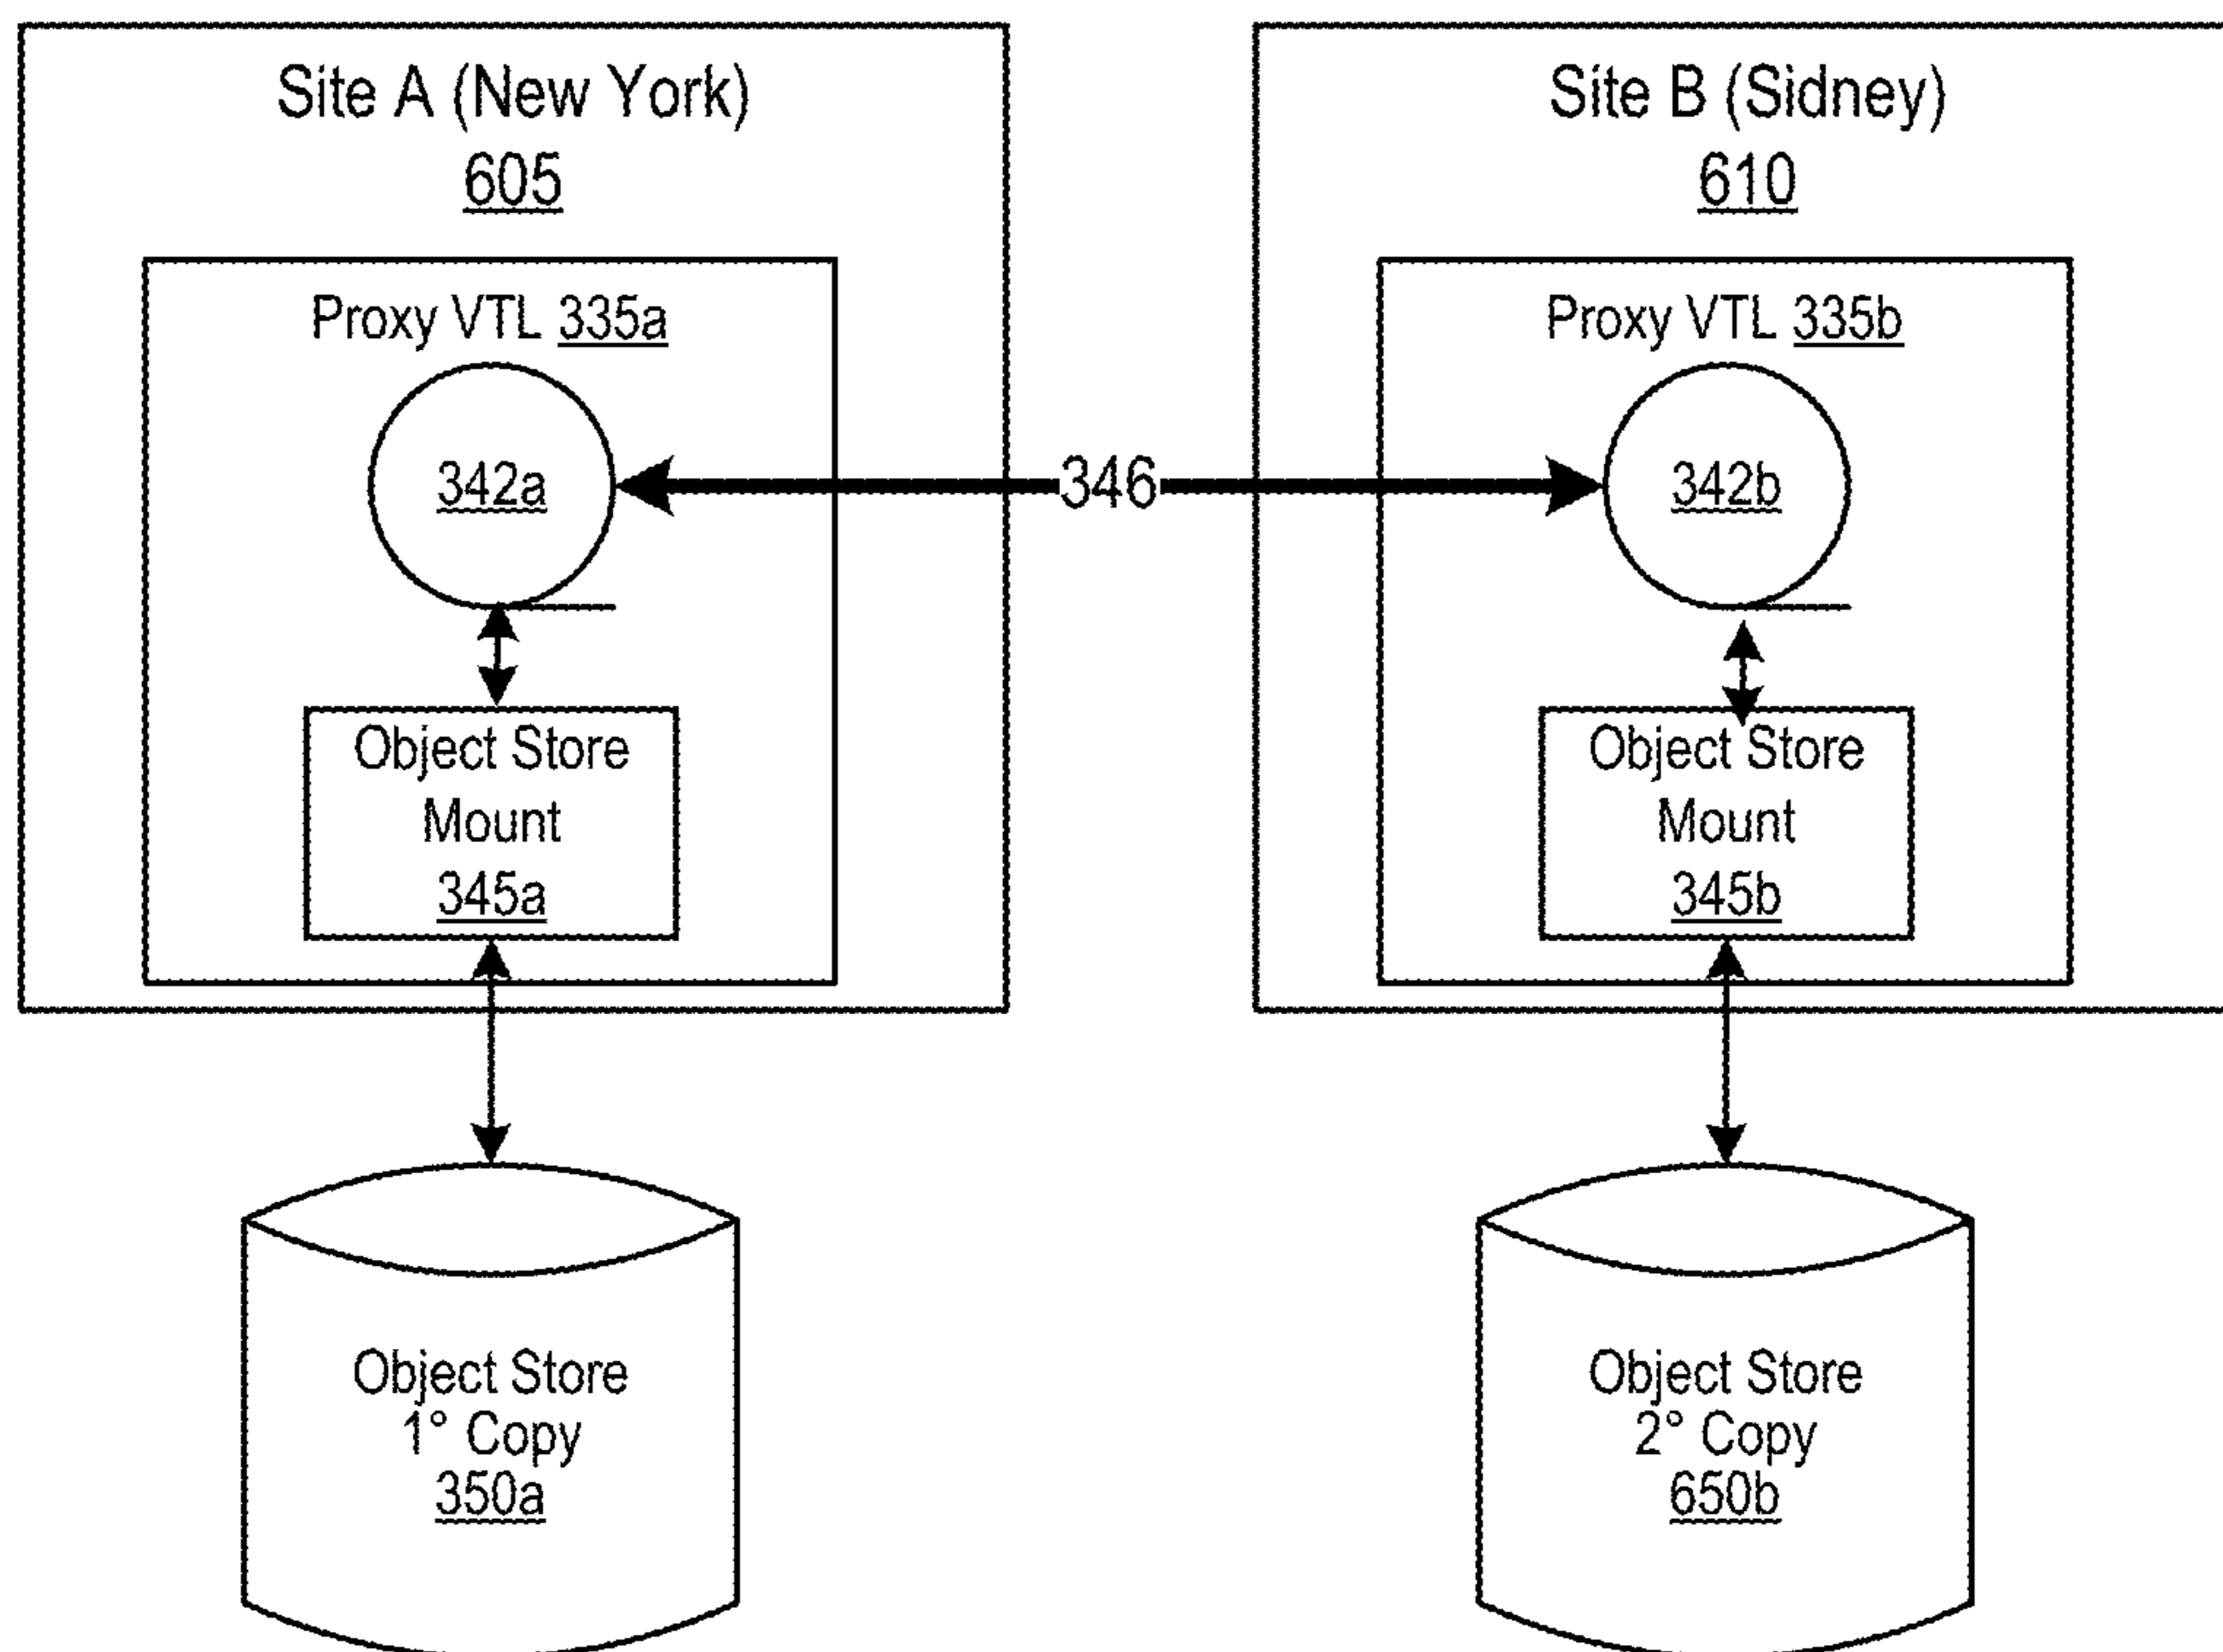 Site A (New York)
605
Proxy VTL 335a
342a
Object Store
Mount
345a
Object Store
1° Copy
350a
346
Site B (Sidney)
610
Proxy VTL 335b
342b
Object Store
Mount
345b
Object Store
2° Copy
650b